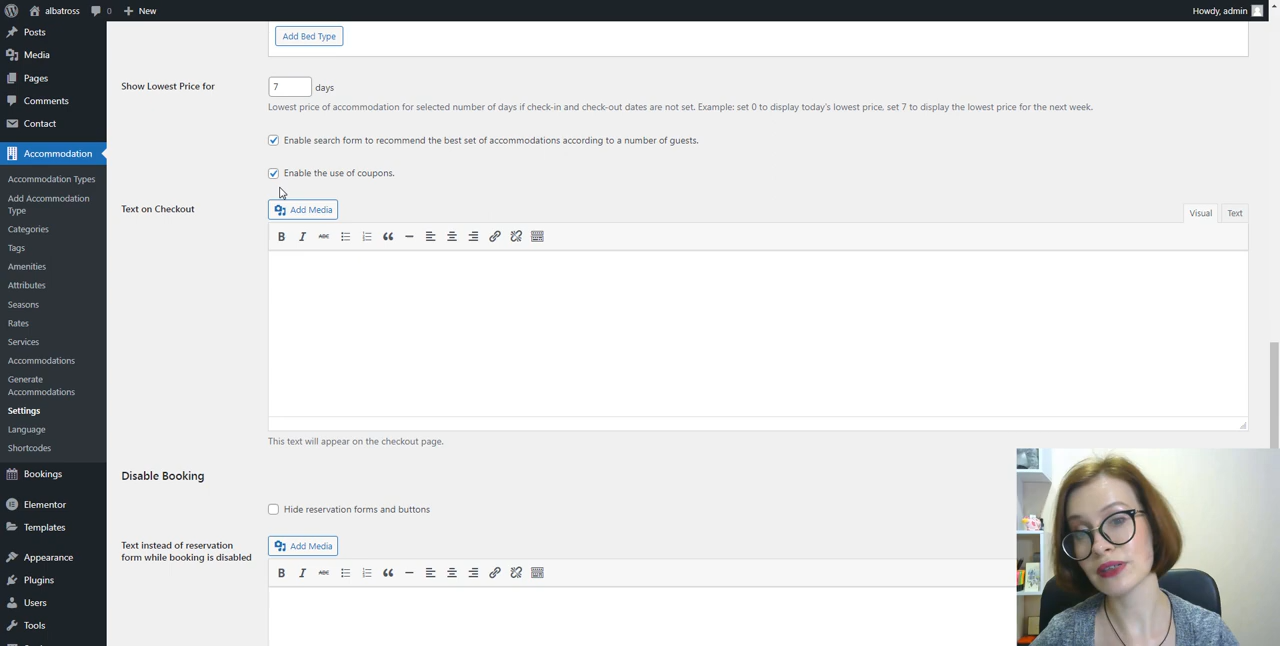 albatross
0
New
Howdy, admin
Posts
Media
Pages
Comments
Contact
Accommodation
Accommodation Types
Add Accommodation
Type
Categories
Tags
Amenities
Attributes
Seasons
Rates
Services
Accommodations
Generate
Accommodations
Settings
Language
Shortcodes
Bookings
Elementor
Templates
Appearance
Plugins
Users
Tools
Add Bed Type
Show Lowest Price for
7
days
Lowest price of accommodation for selected number of days if check-in and check-out dates are not set. Example: set 0 to display today's lowest price, set 7 to display the lowest price for the next week.
Enable search form to recommend the best set of accommodations according to a number of guests.
Enable the use of coupons.
Text on Checkout
Add Media
Visual
Text
B I ABC
This text will appear on the checkout page.
Disable Booking
Hide reservation forms and buttons
Text instead of reservation
form while booking is disabled
Add Media
B I ABC